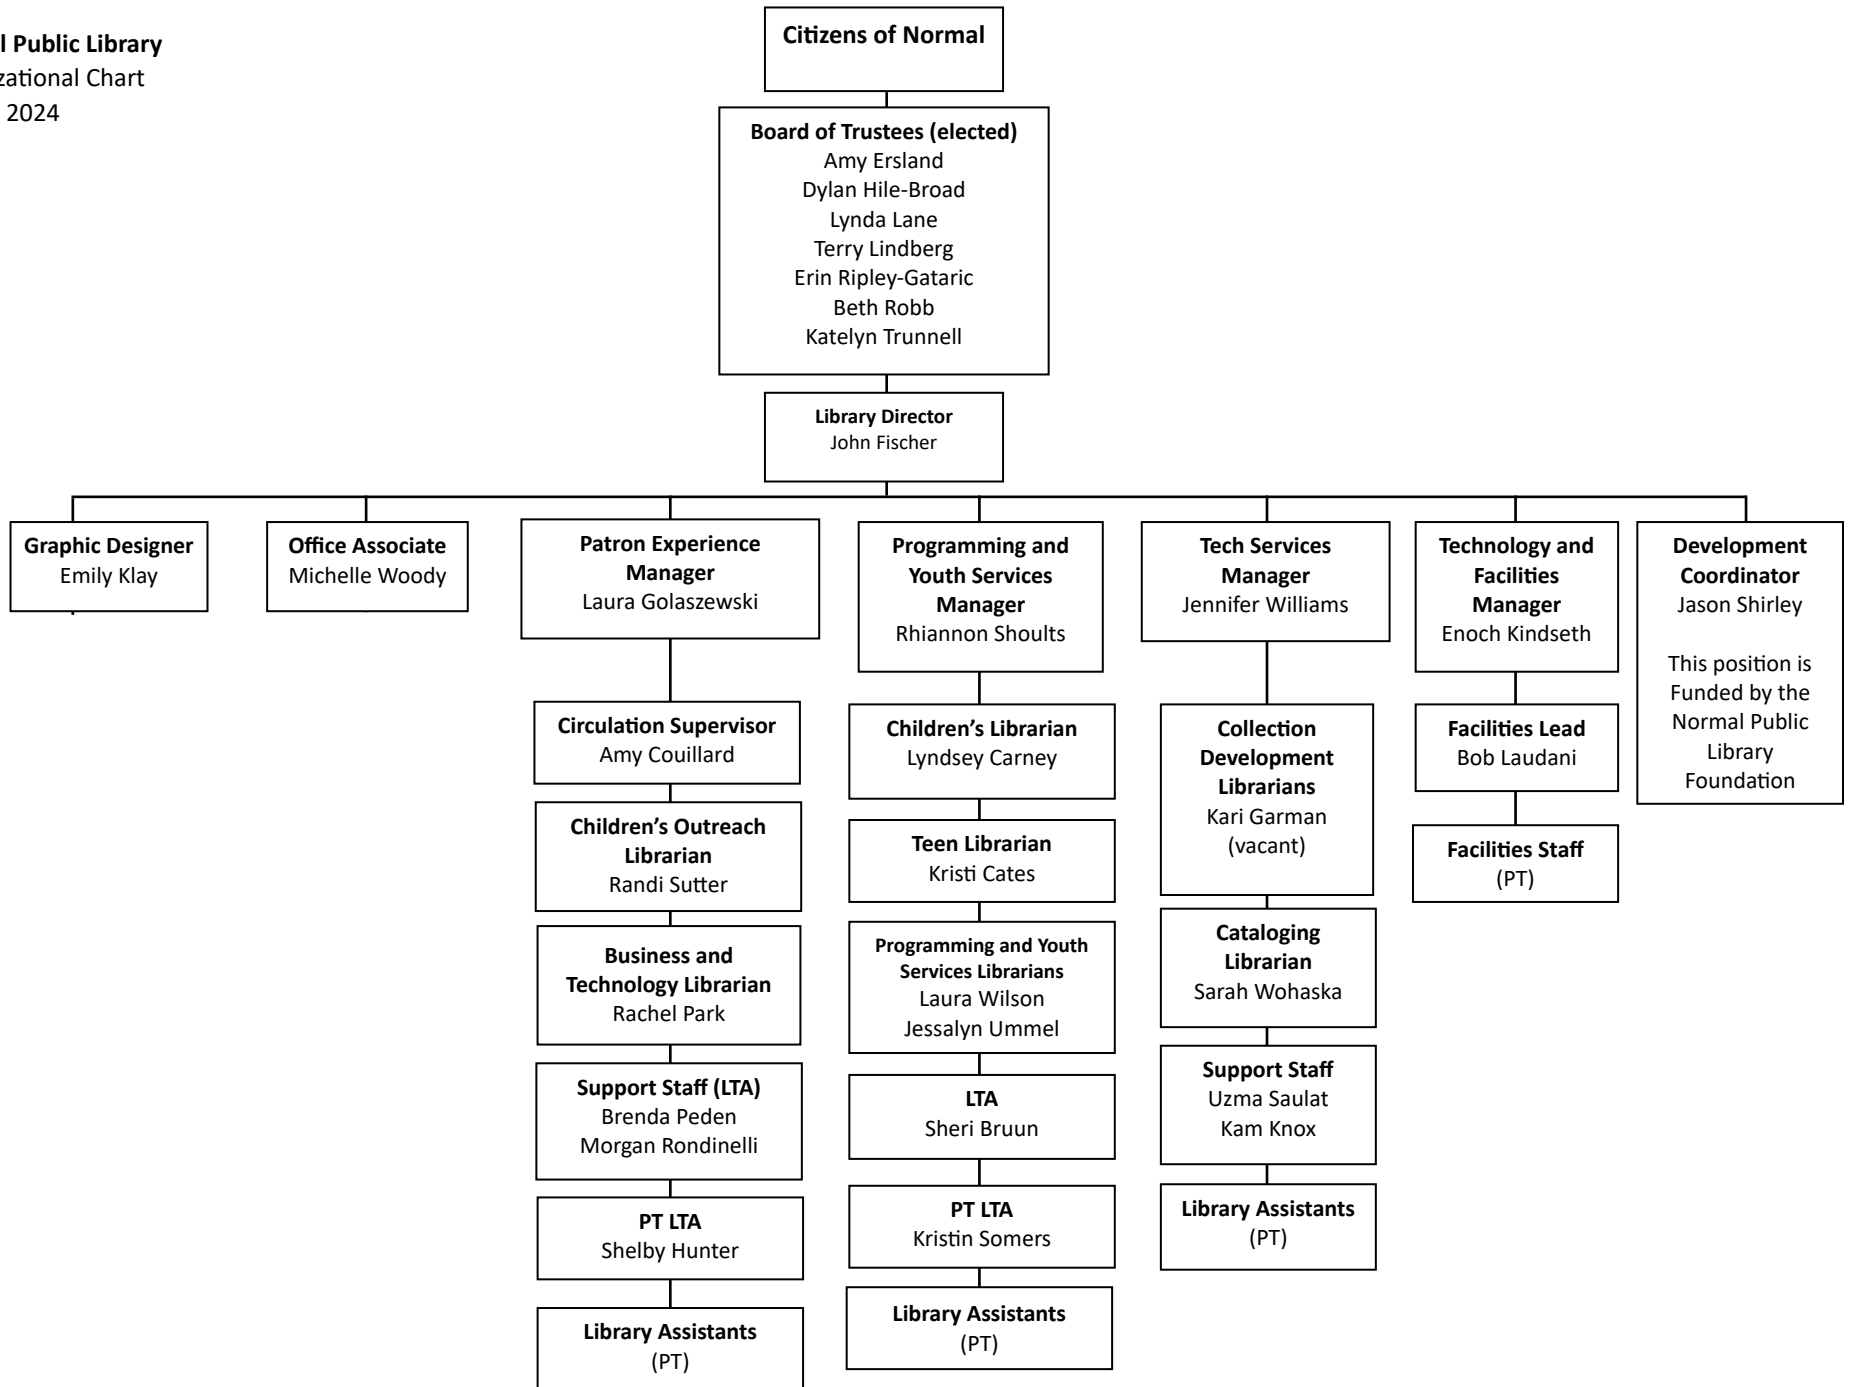 l Public Library
zational Chart
2024
Citizens of Normal
Board of Trustees (elected)
Amy Ersland
Dylan Hile-Broad
Lynda Lane
Terry Lindberg
Erin Ripley-Gataric
Beth Robb
Katelyn Trunnell
Library Director
John Fischer
Graphic Designer
Emily Klay
Office Associate
Michelle Woody
Patron Experience
Manager
Laura Golaszewski
Programming and
Youth Services
Manager
Rhiannon Shoults
Tech Services
Manager
Jennifer Williams
Technology and
Facilities
Manager
Enoch Kindseth
Development
Coordinator
Jason Shirley
This position is
Funded by the
Normal Public
Library
Foundation
Circulation Supervisor
Amy Couillard
Children’s Outreach
Librarian
Randi Sutter
Business and
Technology Librarian
Rachel Park
Support Staff (LTA)
Brenda Peden
Morgan Rondinelli
PT LTA
Shelby Hunter
Library Assistants
(PT)
Children’s Librarian
Lyndsey Carney
Teen Librarian
Kristi Cates
Programming and Youth
Services Librarians
Laura Wilson
Jessalyn Ummel
LTA
Sheri Bruun
PT LTA
Kristin Somers
Library Assistants
(PT)
Collection
Development
Librarians
Kari Garman
(vacant)
Cataloging
Librarian
Sarah Wohaska
Support Staff
Uzma Saulat
Kam Knox
Library Assistants
(PT)
Facilities Lead
Bob Laudani
Facilities Staff
(PT)